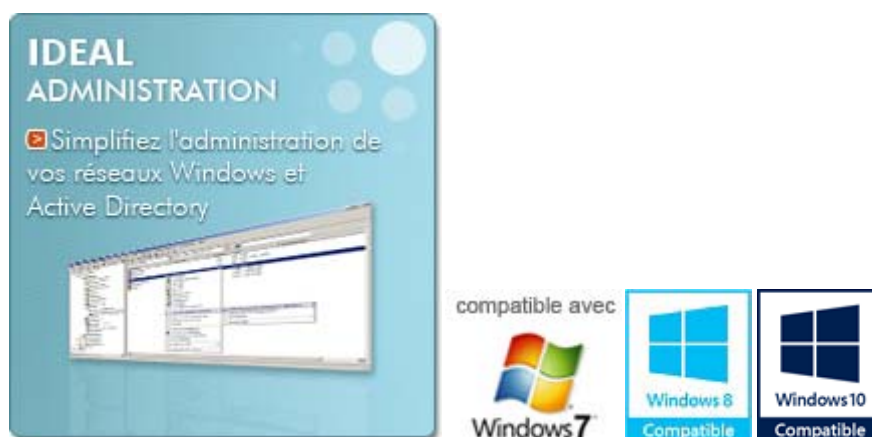 IDEAL
ADMINISTRATION
Simplifiez l'administration de
vos réseaux Windows et
Active Directory
compatible avec
Windows 7
Windows 8
Compatible
Windows 10
Compatible